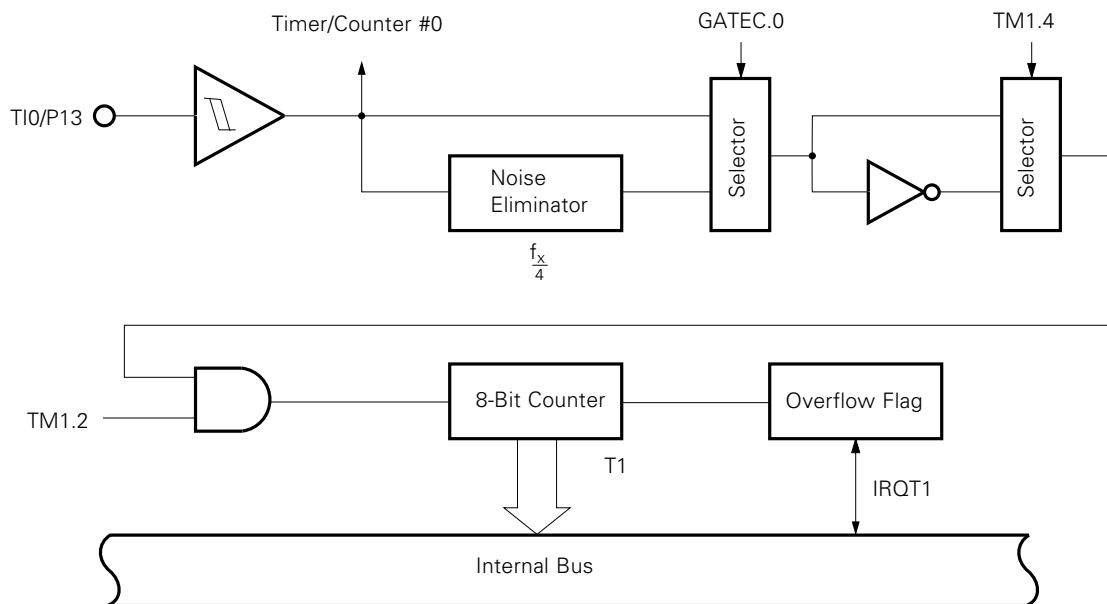 Timer/Counter #0
GATEC.0
TM1.4
TI0/P13
Selector
Selector
Noise
Eliminator
fx
4
8-Bit Counter
Overflow Flag
TM1.2
T1
IRQT1
Internal Bus